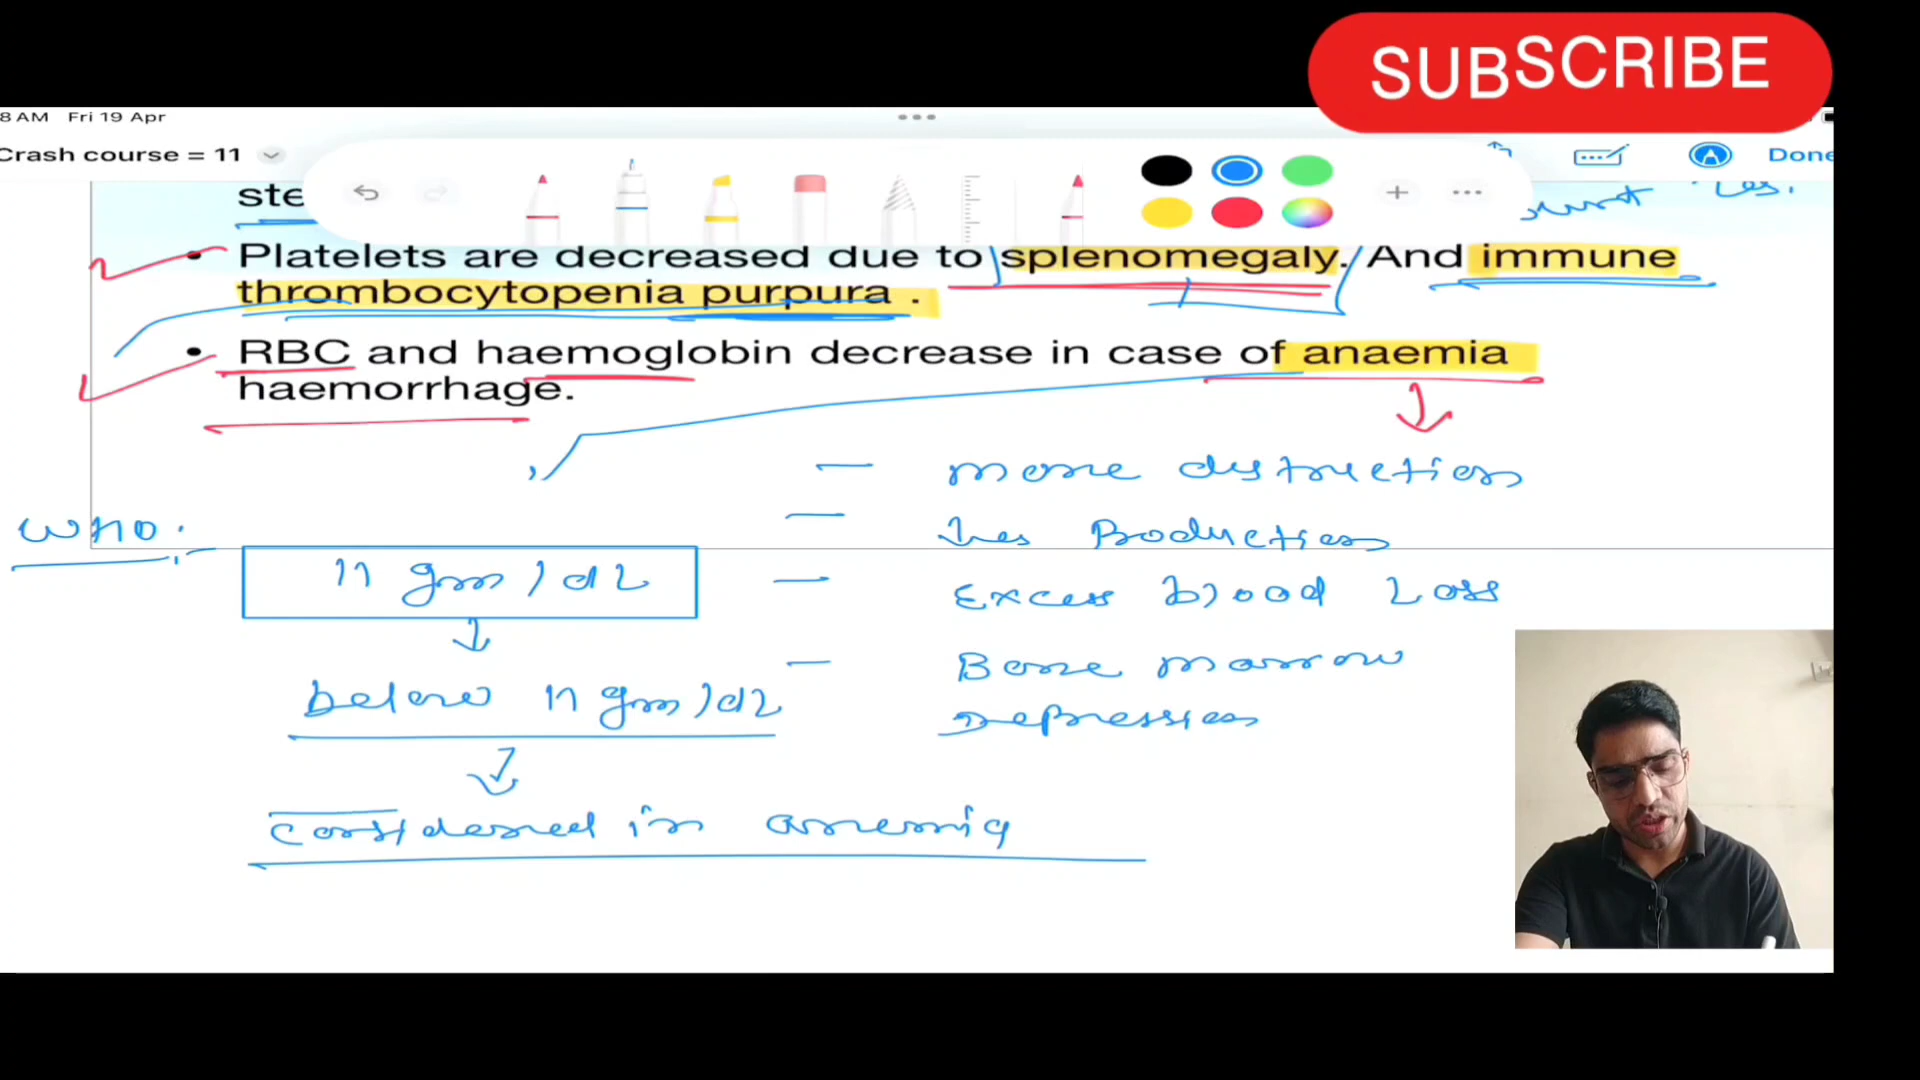 SUBSCRIBE
8 AM Fri 19 Apr
Crash course = 11
Done
ste
• Platelets are decreased due to splenomegaly. And immune
thrombocytopenia purpura .
• RBC and haemoglobin decrease in case of anaemia
haemorrhage.
- more distruction
WHO:
- Production
11 gm/dL
- Excess blood Loss
- Bone marrow
Depression
below 11 gm/dL
considered in anemia